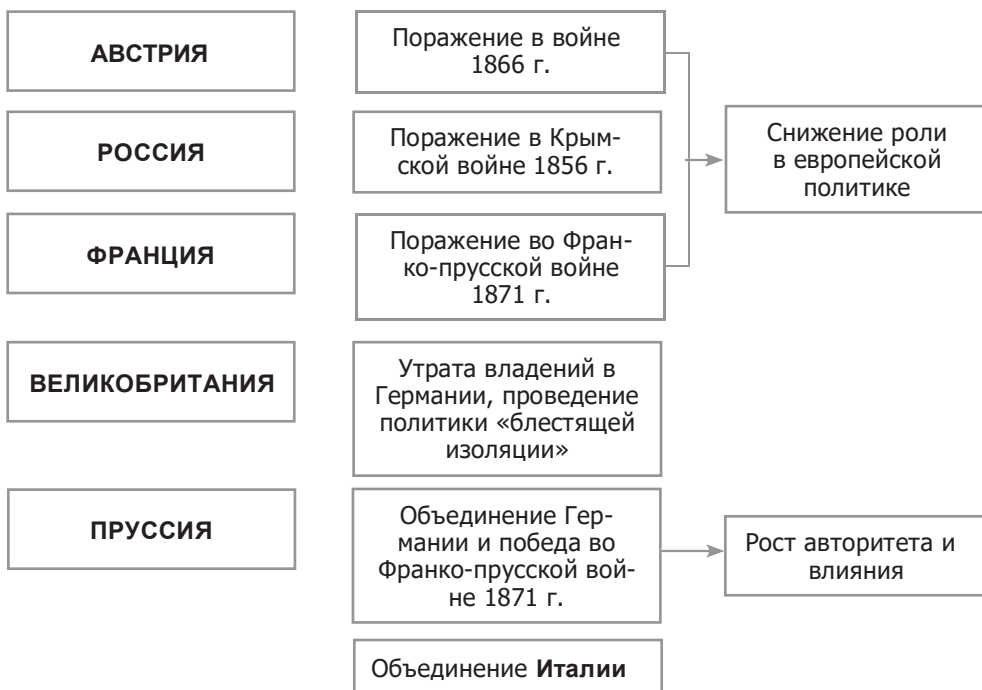 АВСТРИЯ
Поражение в войне
1866 г.
РОССИЯ
Поражение в Крым-
ской войне 1856 г.
Снижение роли
в европейской
политике
ФРАНЦИЯ
Поражение во Фран-
ко-прусской войне
1871 г.
ВЕЛИКОБРИТАНИЯ
Утрата владений в
Германии, проведение
политики «блестящей
изоляции»
ПРУССИЯ
Объединение Гер-
мании и победа во
Франко-прусской вой-
не 1871 г.
Рост авторитета и
влияния
Объединение Италии